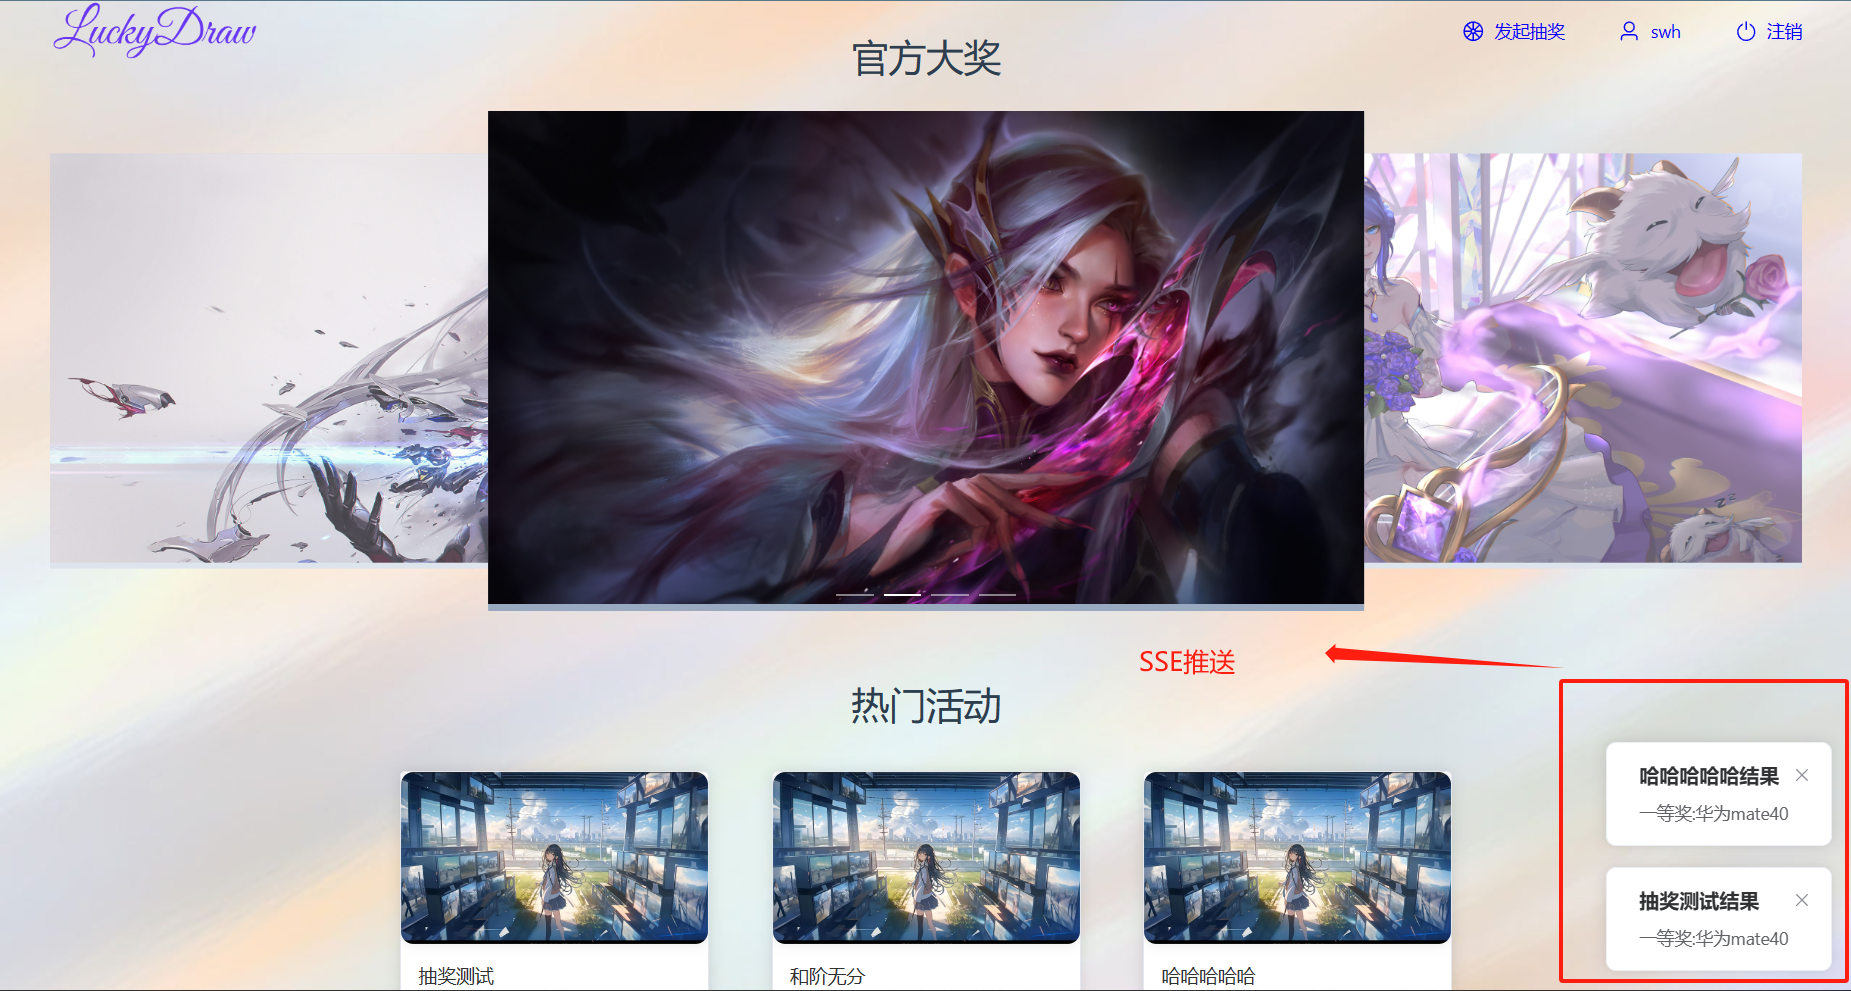 LuckyDraw
发起抽奖
swh
注销
官方大奖
SSE推送
热门活动
哈哈哈哈哈结果
一等奖:华为mate40
抽奖测试结果
一等奖:华为mate40
抽奖测试
和阶无分
哈哈哈哈哈